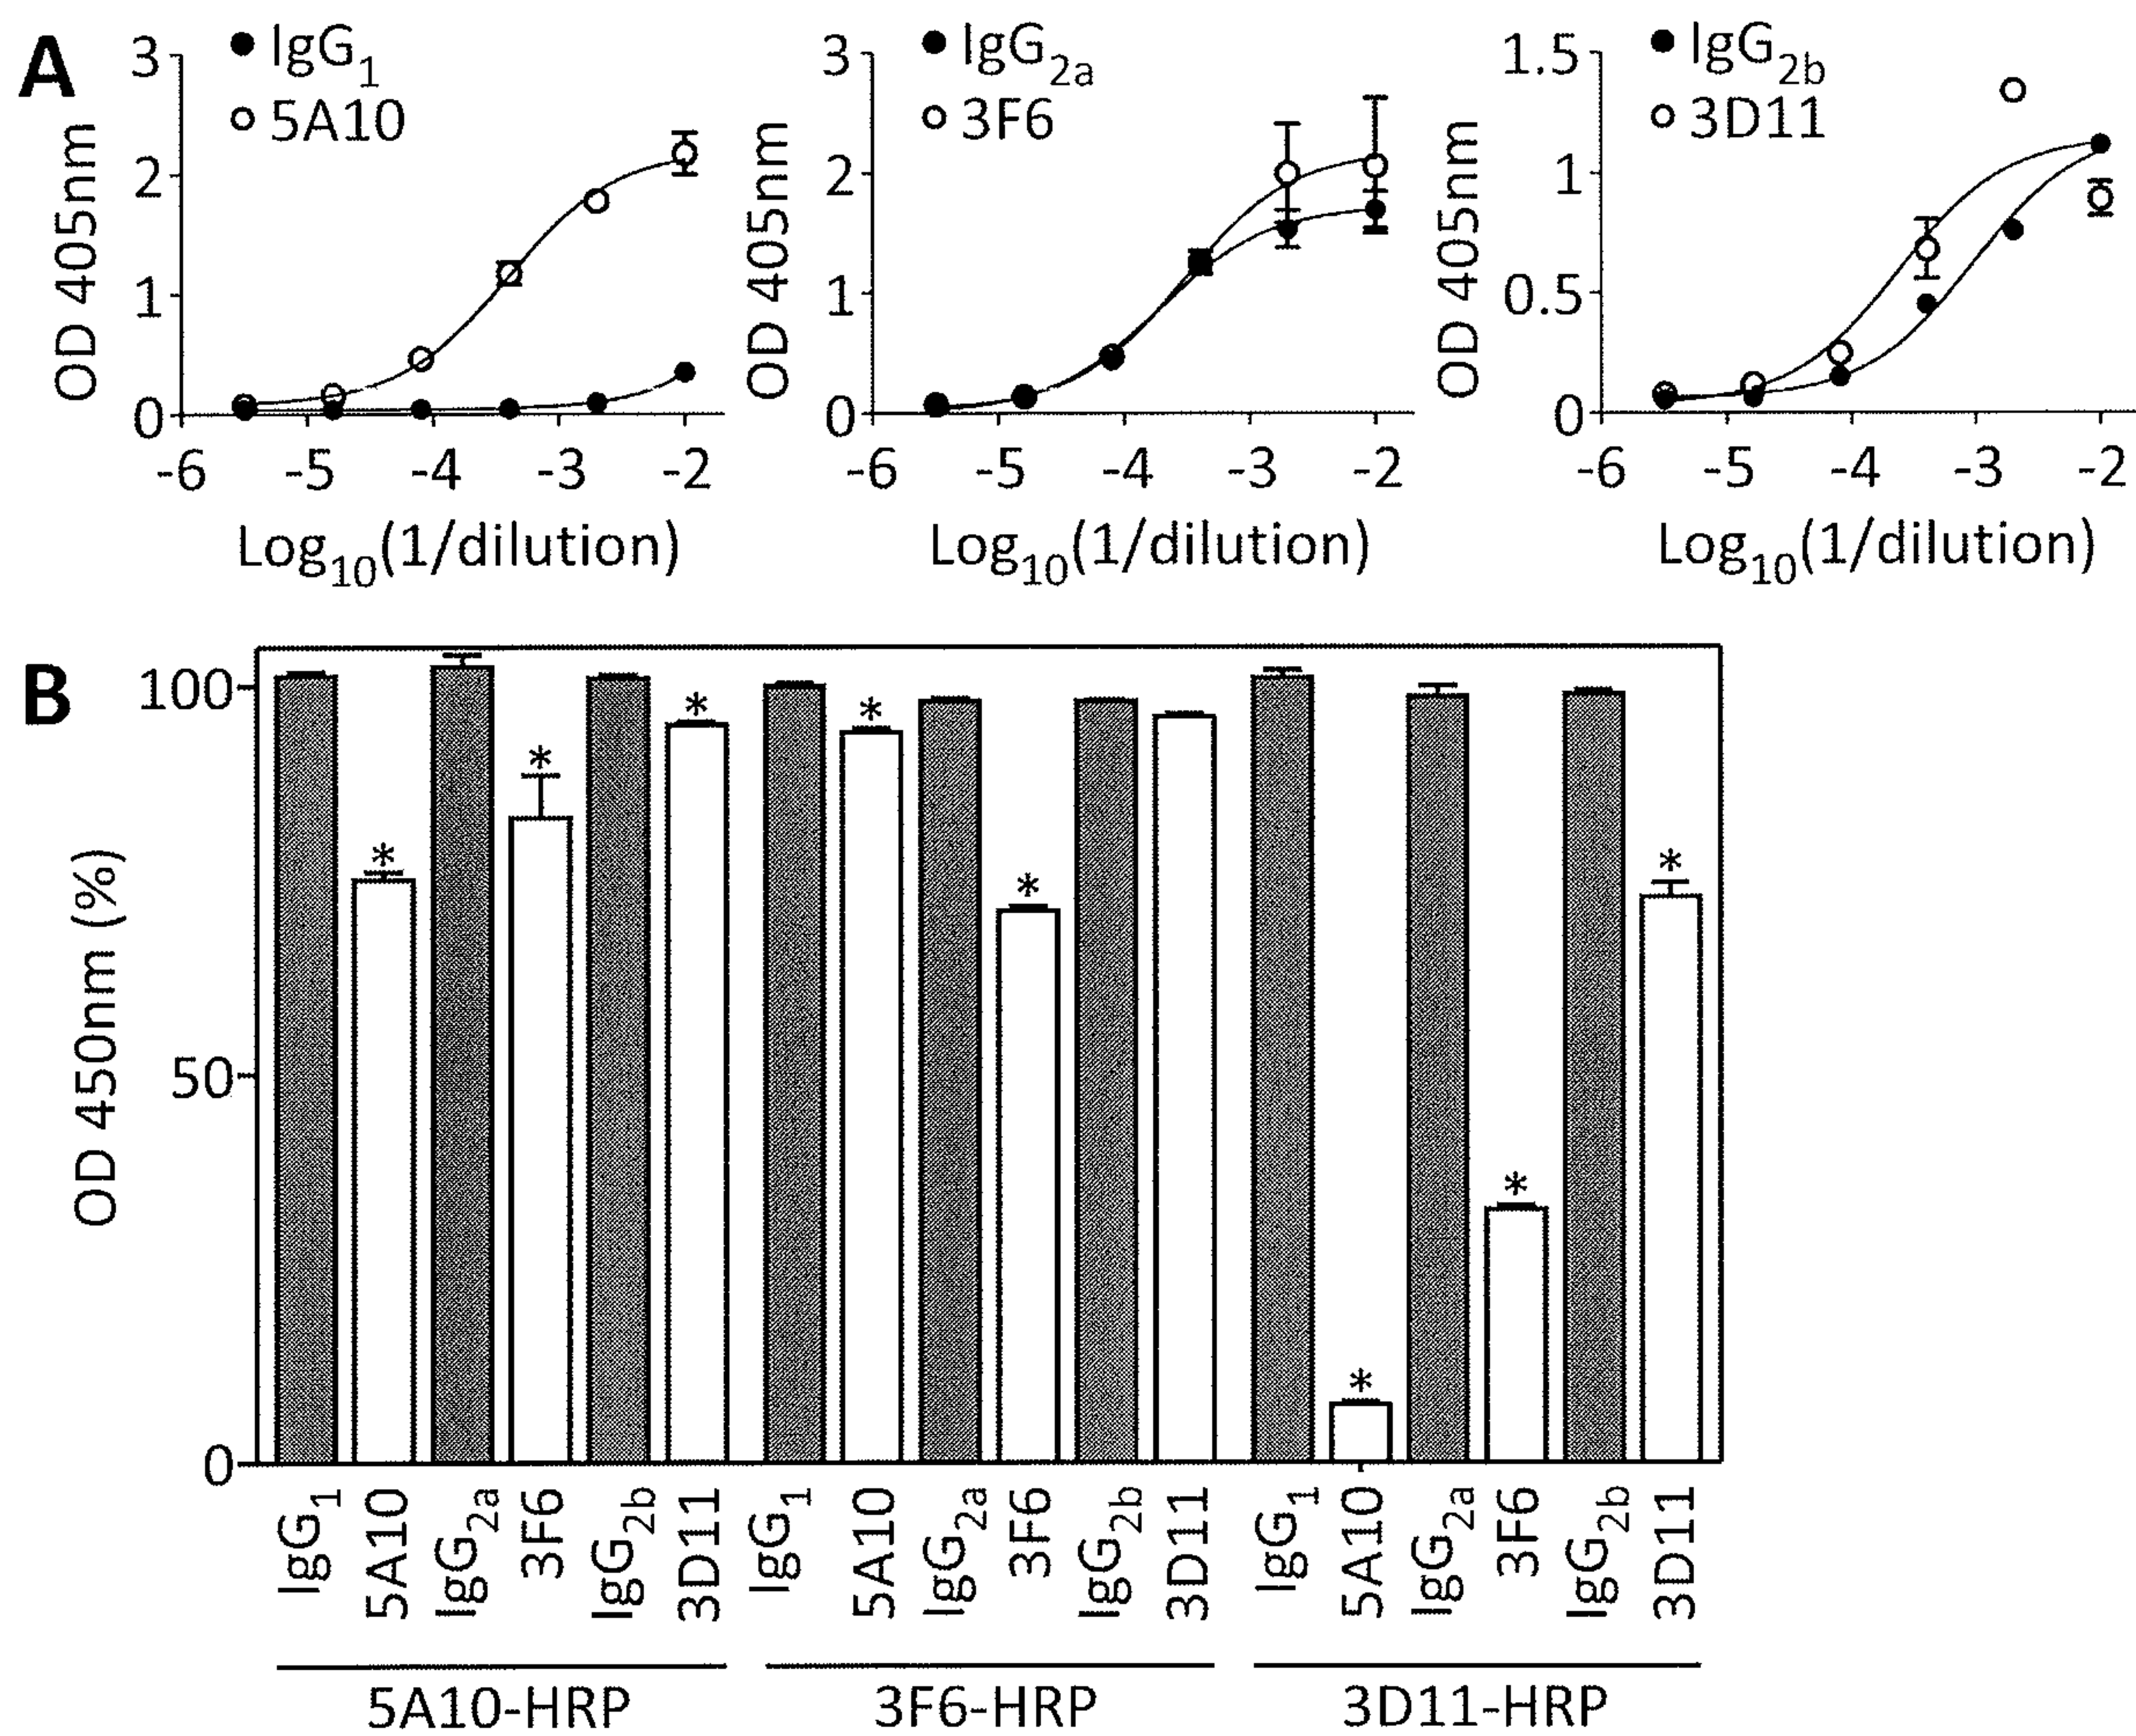 A
IgG1
5A10
3
2
1
0
OD 405nm
-6 -5 -4 -3 -2
Log10(1/dilution)
IgG2a
3F6
3
2
1
0
OD 405nm
-6 -5 -4 -3 -2
Log10(1/dilution)
IgG2b
3D11
1.5
1
0.5
0
OD 405nm
-6 -5 -4 -3 -2
Log10(1/dilution)
B
100
50
0
OD 450nm (%)
* * * * * * * *
IgG1 5A10 IgG2a 3F6 IgG2b 3D11 IgG1 5A10 IgG2a 3F6 IgG2b 3D11 IgG1 5A10 IgG2a 3F6 IgG2b 3D11
5A10-HRP 3F6-HRP 3D11-HRP